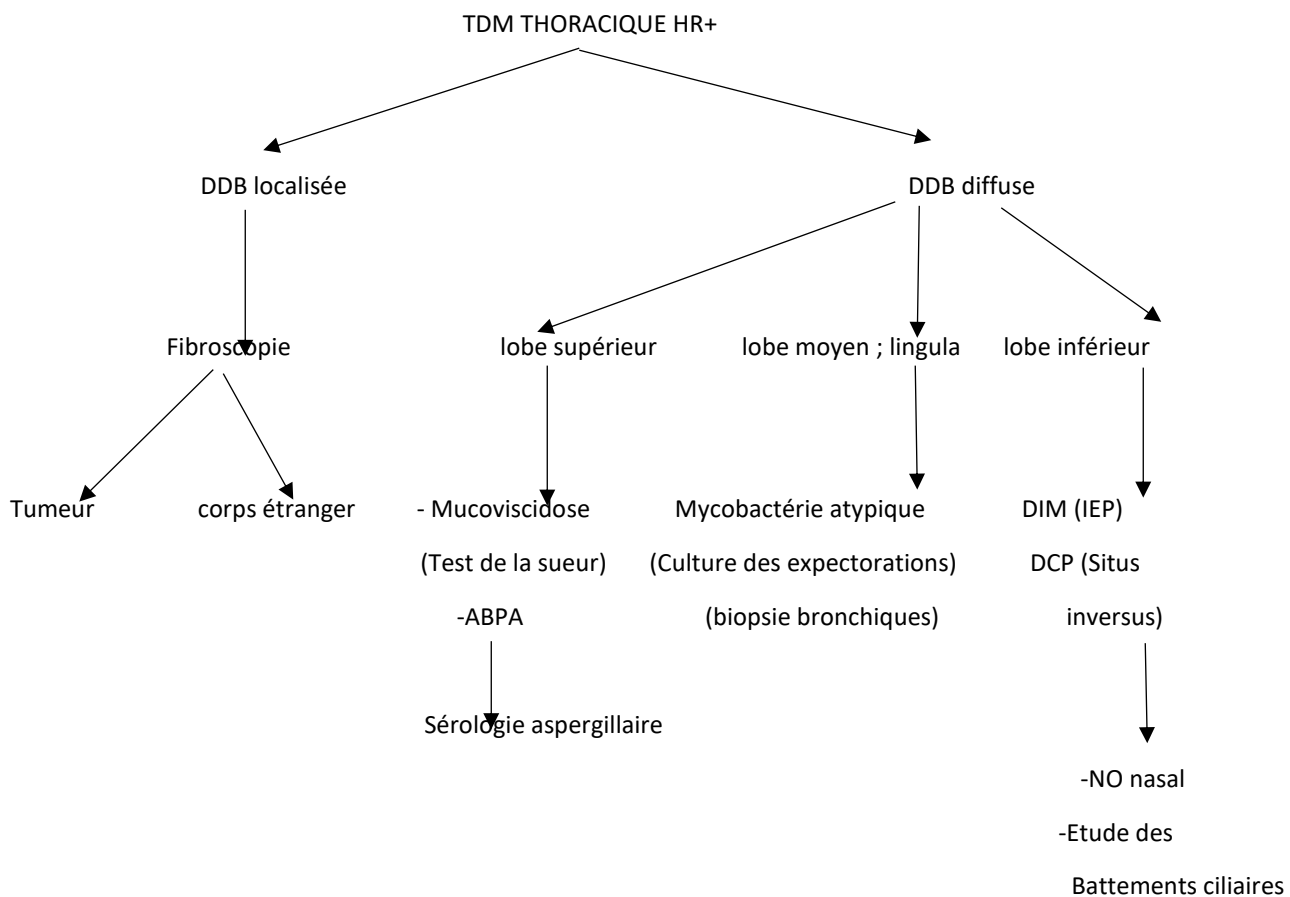 TDM THORACIQUE HR+
DDB localisée
DDB diffuse
Fibroscopie
lobe supérieur
lobe moyen ; lingula
lobe inférieur
Tumeur
corps étranger
- Mucoviscidose
(Test de la sueur)
-ABPA
Sérologie aspergillaire
Mycobactérie atypique
(Culture des expectorations)
(biopsie bronchiques)
DIM (IEP)
DCP (Situs
inversus)
-NO nasal
-Etude des
Battements ciliaires